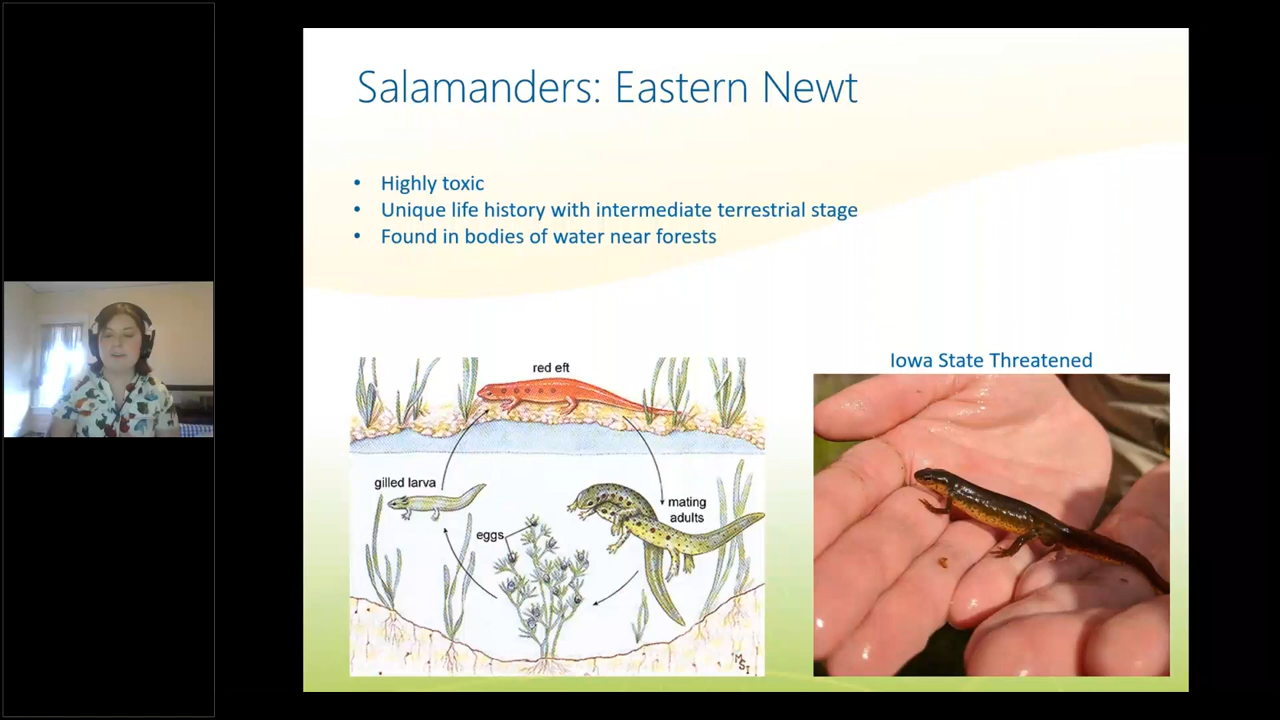 Salamanders: Eastern Newt
• Highly toxic
• Unique life history with intermediate terrestrial stage
• Found in bodies of water near forests
red eft
gilled larva
mating
adults
eggs
MSI
Iowa State Threatened